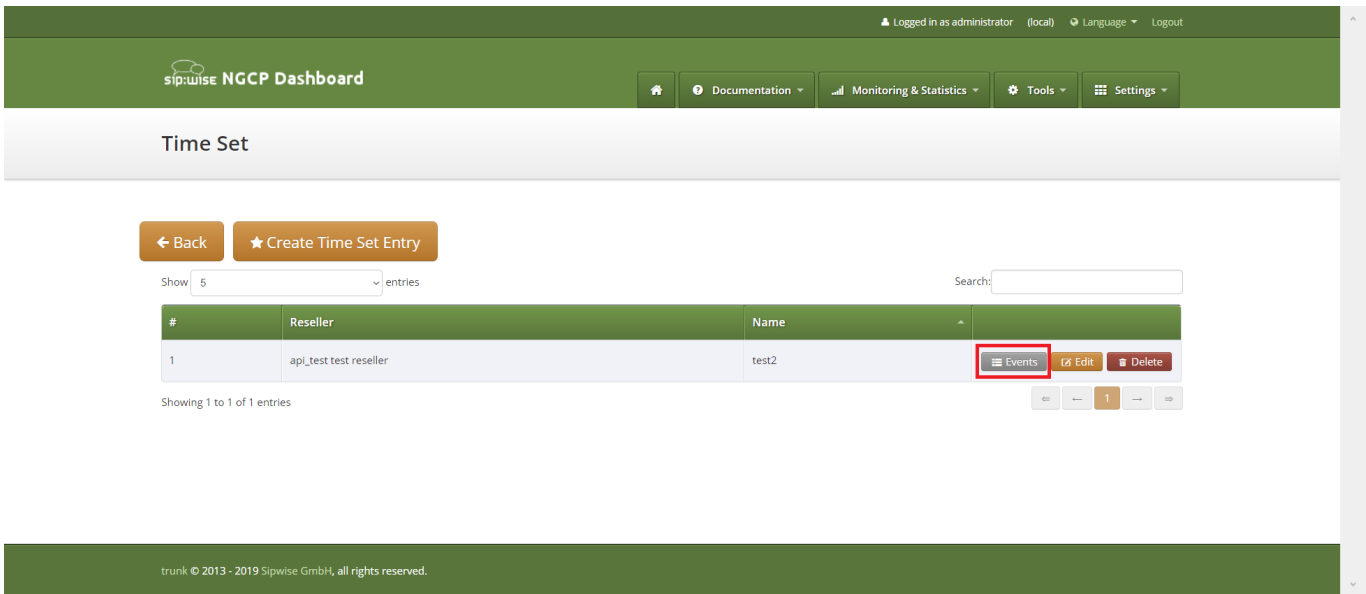 Logged in as administrator (local) Language Logout
sip:wise NGCP Dashboard
Documentation Monitoring & Statistics Tools Settings
Time Set
Back Create Time Set Entry
Show 5 entries Search:
# Reseller Name
1 api_test test reseller test2 Events Edit Delete
Showing 1 to 1 of 1 entries ⇐ ← 1 → ⇒
trunk © 2013 - 2019 Sipwise GmbH, all rights reserved.